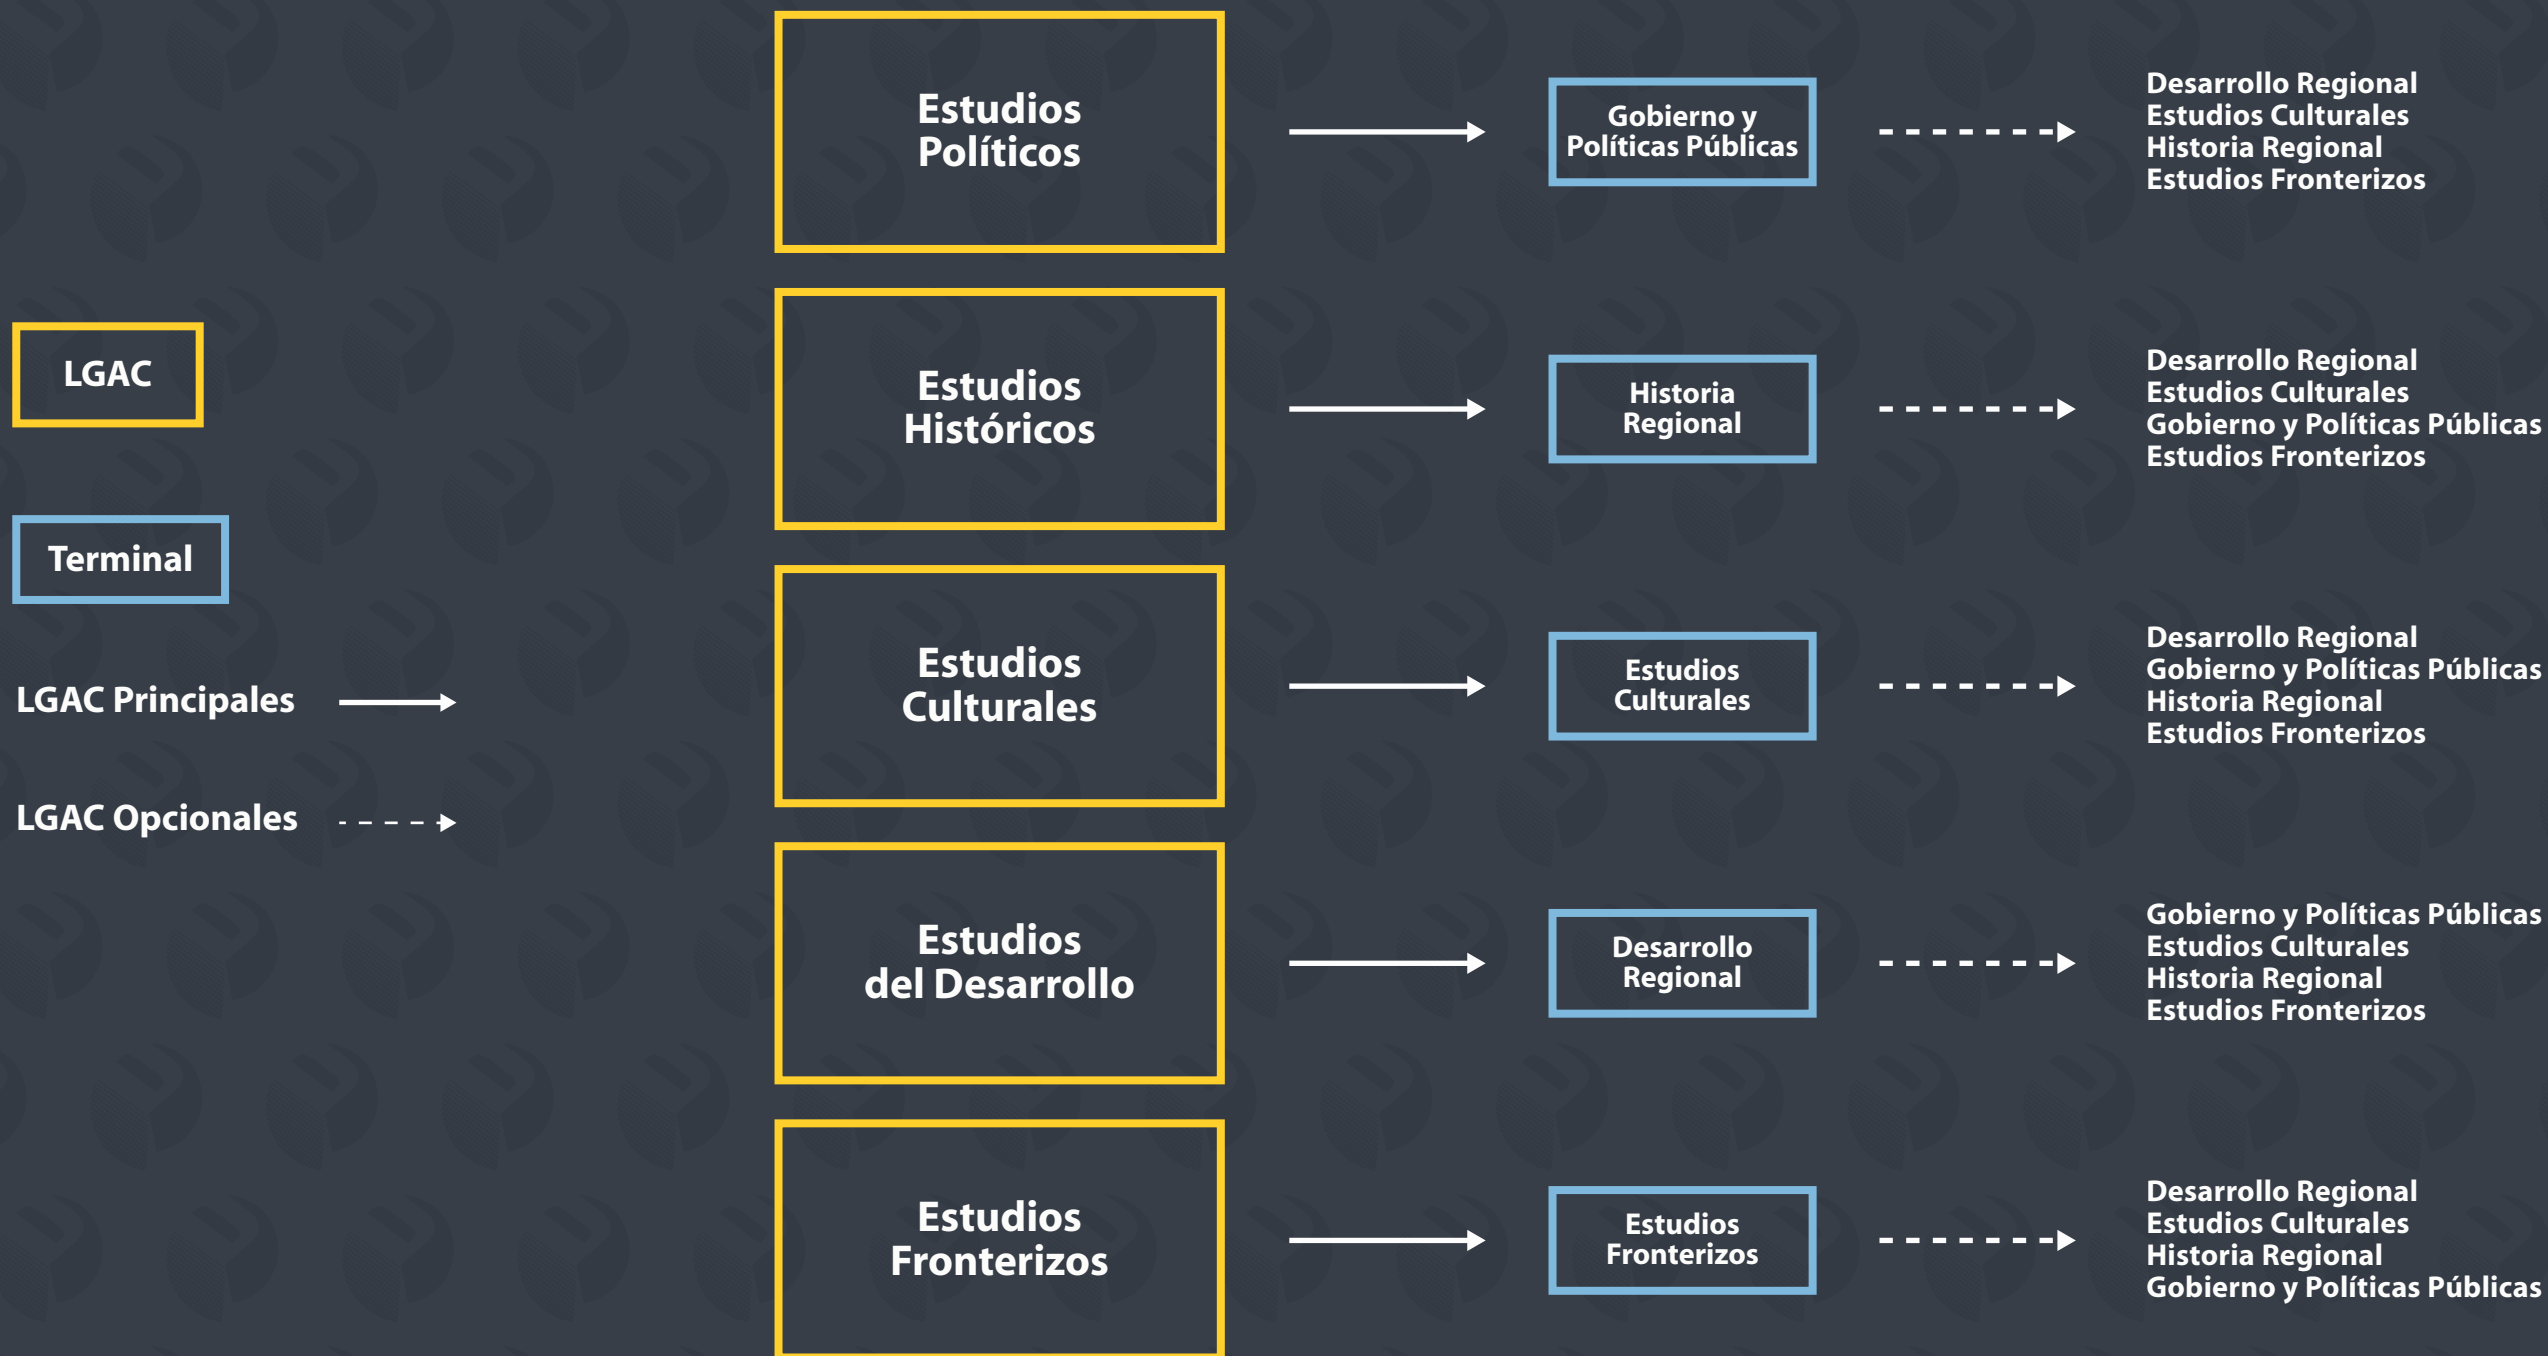 LGAC
Terminal
LGAC Principales
LGAC Opcionales
Estudios
Políticos
Gobierno y
Políticas Públicas
Desarrollo Regional
Estudios Culturales
Historia Regional
Estudios Fronterizos
Estudios
Históricos
Historia
Regional
Desarrollo Regional
Estudios Culturales
Gobierno y Políticas Públicas
Estudios Fronterizos
Estudios
Culturales
Estudios
Culturales
Desarrollo Regional
Gobierno y Políticas Públicas
Historia Regional
Estudios Fronterizos
Estudios
del Desarrollo
Desarrollo
Regional
Gobierno y Políticas Públicas
Estudios Culturales
Historia Regional
Estudios Fronterizos
Estudios
Fronterizos
Estudios
Fronterizos
Desarrollo Regional
Estudios Culturales
Historia Regional
Gobierno y Políticas Públicas